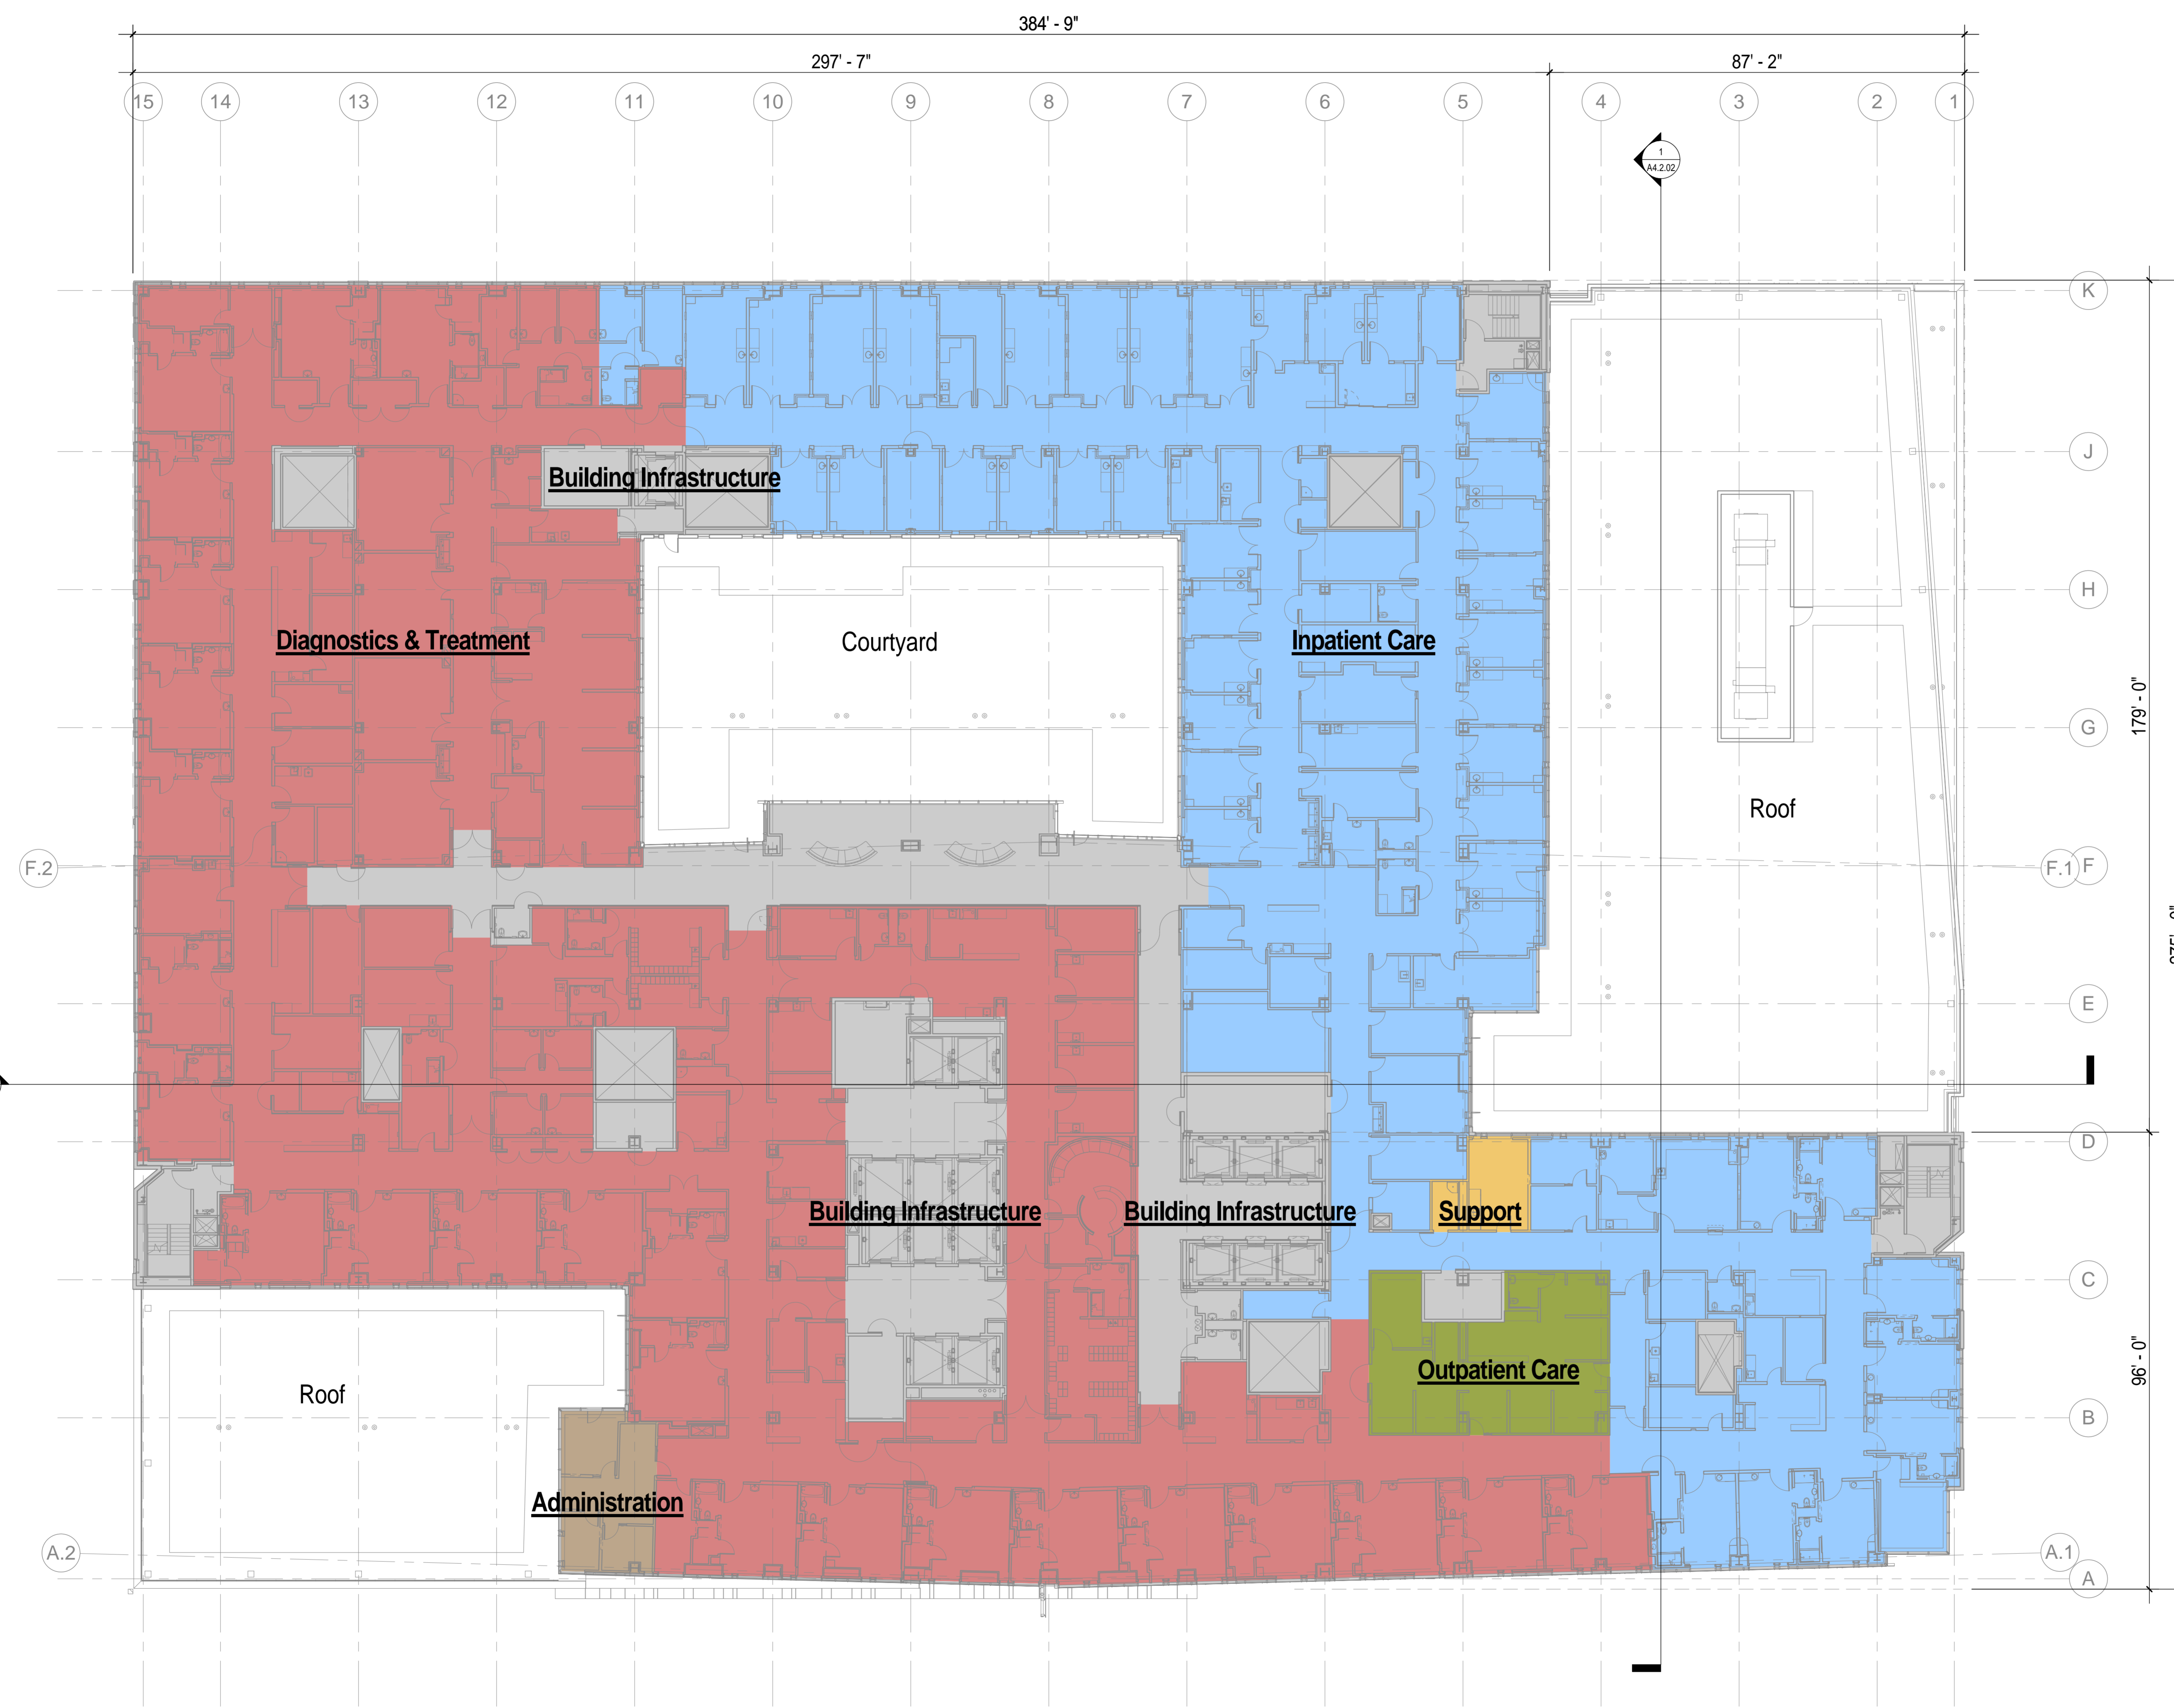 384' - 9"
297' - 7"
87' - 2"
15
14
13
12
11
10
9
8
7
6
5
4
3
2
1
1
A4.2.02
K
J
Building Infrastructure
H
Diagnostics & Treatment
Courtyard
Inpatient Care
179' - 0"
G
Roof
F.2
F.1
F
E
D
Building Infrastructure
Building Infrastructure
Support
C
Outpatient Care
96' - 0"
Roof
B
Administration
A.2
A.1
A